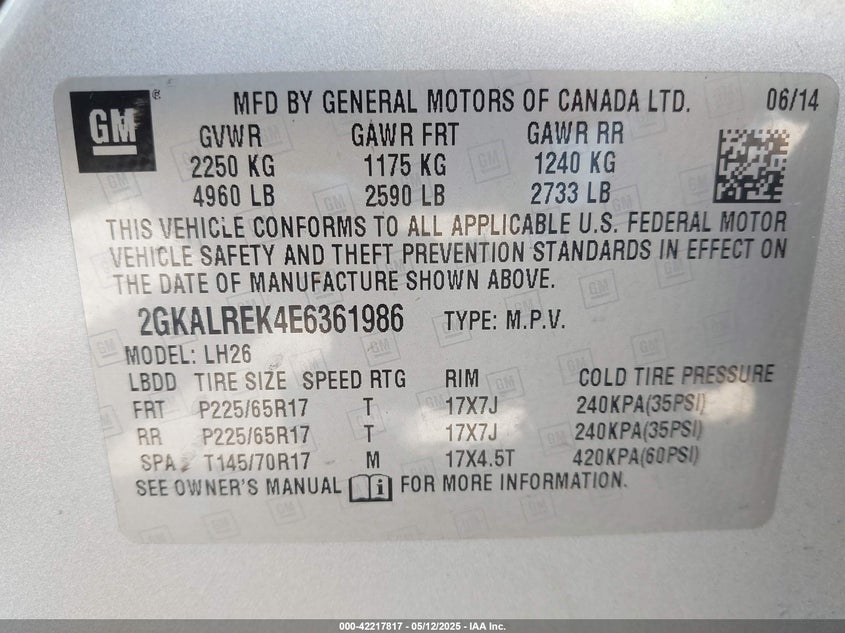 GM ® MFD BY GENERAL MOTORS OF CANADA LTD. 06/14
GVWR GAWR FRT GAWR RR
2250 KG 1175 KG 1240 KG
4960 LB 2590 LB 2733 LB
THIS VEHICLE CONFORMS TO ALL APPLICABLE U.S. FEDERAL MOTOR
VEHICLE SAFETY AND THEFT PREVENTION STANDARDS IN EFFECT ON
THE DATE OF MANUFACTURE SHOWN ABOVE.
2GKALREK4E6361986 TYPE: M.P.V.
MODEL: LH26
LBDD TIRE SIZE SPEED RTG RIM COLD TIRE PRESSURE
FRT P225/65R17 T 17X7J 240KPA(35PSI)
RR P225/65R17 T 17X7J 240KPA(35PSI)
SPA T145/70R17 M 17X4.5T 420KPA(60PSI)
SEE OWNER'S MANUAL i FOR MORE INFORMATION.
000-42217817 - 05/12/2025 - IAA Inc.